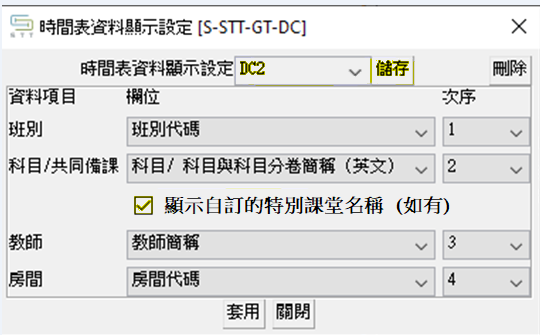 STT 時間表資料顯示設定 [S-STT-GT-DC]
時間表資料顯示設定 DC2 儲存 刪除
資料項目 欄位 次序
班別 班別代碼 1
科目/共同備課 科目/ 科目與科目分卷簡稱（英文） 2
顯示自訂的特別課堂名稱 (如有)
教師 教師簡稱 3
房間 房間代碼 4
套用 關閉